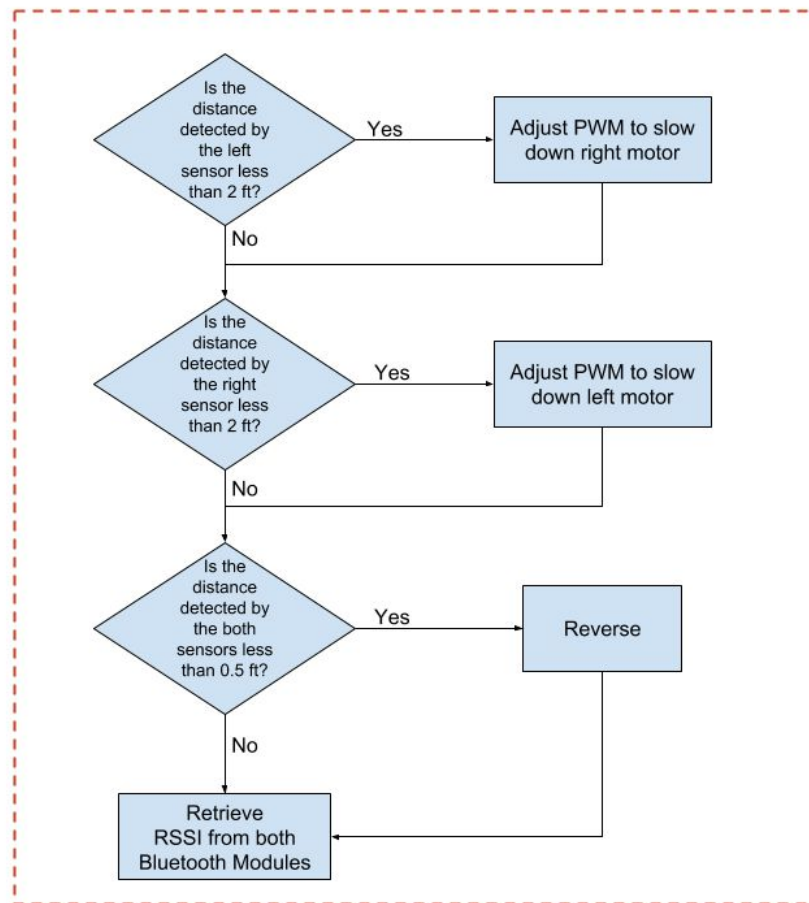 Is the
distance
detected by
the left
sensor less
than 2 ft?
Yes
Adjust PWM to slow
down right motor
No
Is the
distance
detected by
the right
sensor less
than 2 ft?
Yes
Adjust PWM to slow
down left motor
No
Is the
distance
detected by
the both
sensors less
than 0.5 ft?
Yes
Reverse
No
Retrieve
RSSI from both
Bluetooth Modules